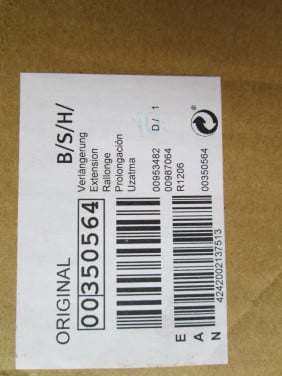 ORIGINAL
B/S/H/
00350564
Verlängerung
Extension
Rallonge
Prolongación
Uzatma
00953482 D/ 1
00987064
R1206
00350564
®
E A N
4242002137513